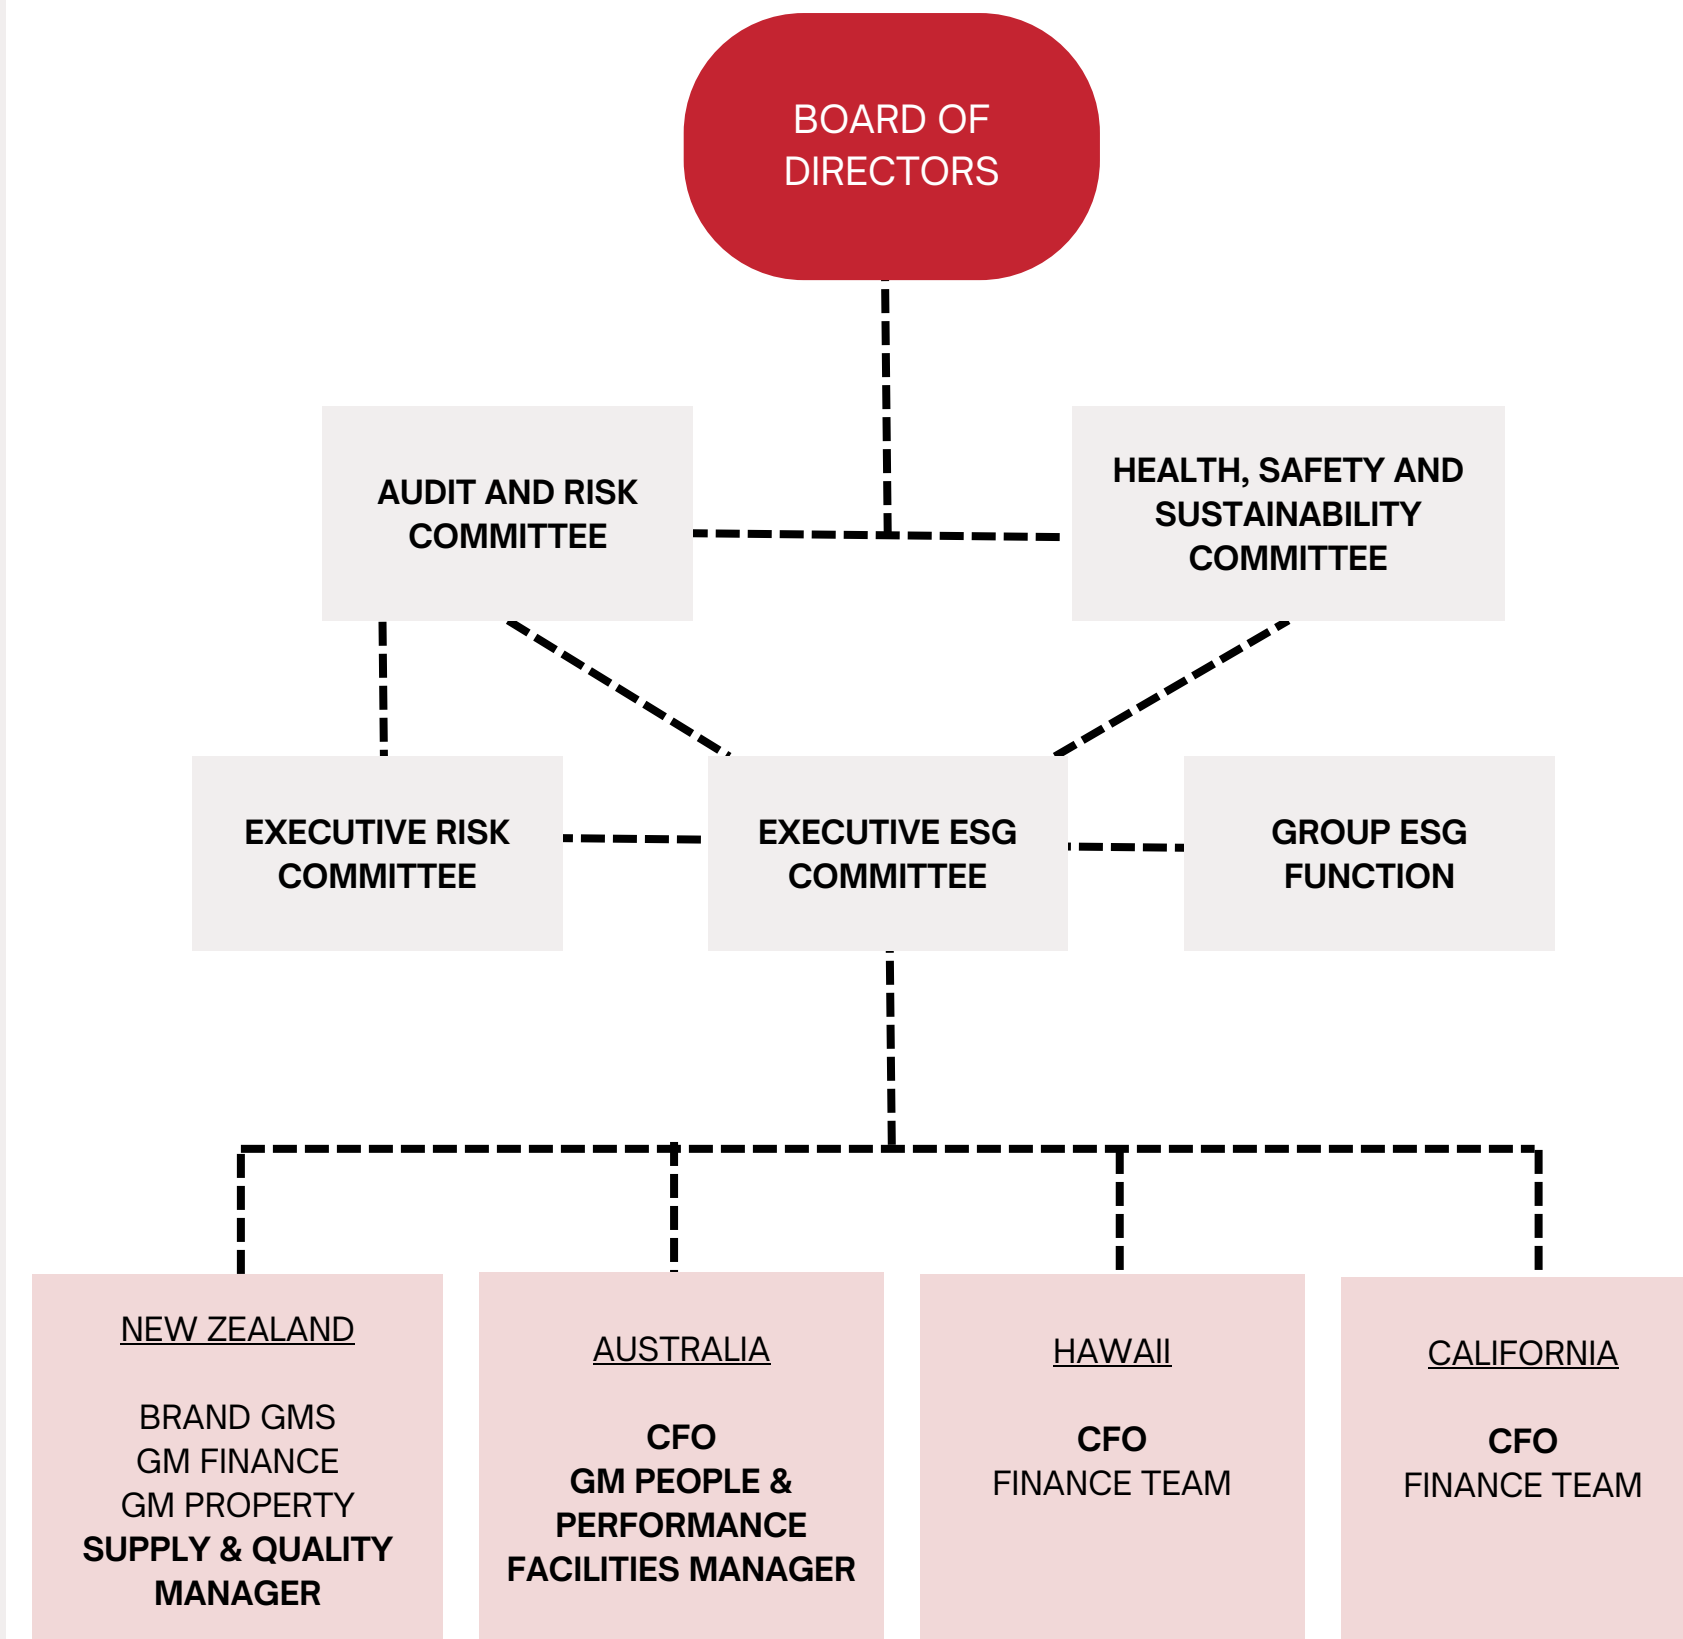 BOARD OF
DIRECTORS
AUDIT AND RISK
COMMITTEE
HEALTH, SAFETY AND
SUSTAINABILITY
COMMITTEE
EXECUTIVE RISK
COMMITTEE
EXECUTIVE ESG
COMMITTEE
GROUP ESG
FUNCTION
NEW ZEALAND
BRAND GMS
GM FINANCE
GM PROPERTY
SUPPLY & QUALITY
MANAGER
AUSTRALIA
CFO
GM PEOPLE &
PERFORMANCE
FACILITIES MANAGER
HAWAII
CFO
FINANCE TEAM
CALIFORNIA
CFO
FINANCE TEAM